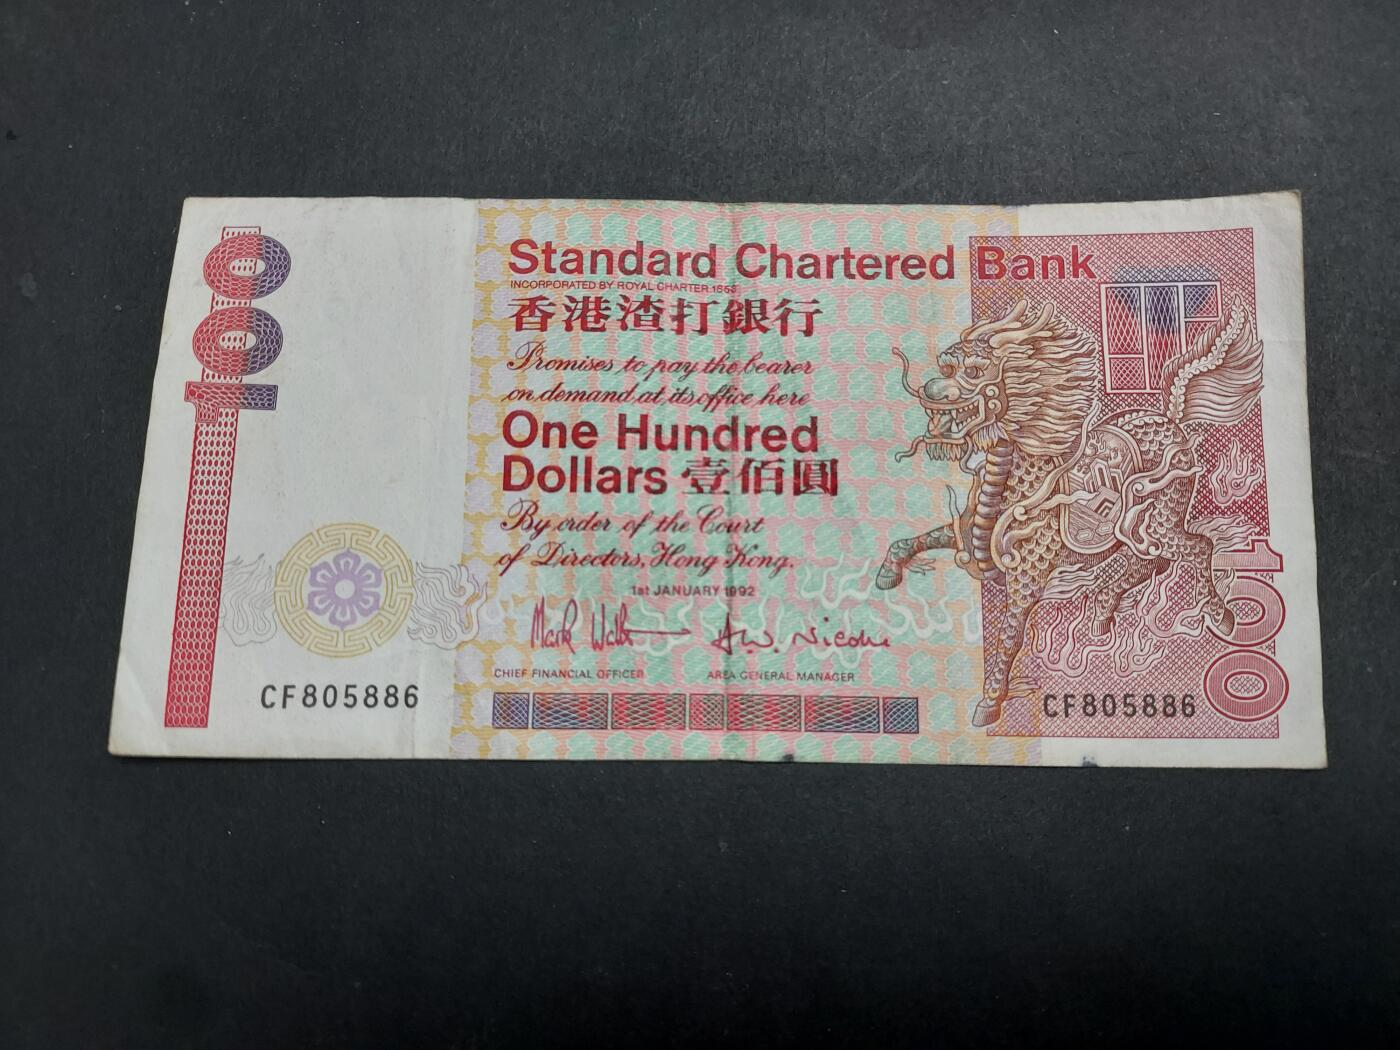 100
Standard Chartered Bank
INCORPORATED BY ROYAL CHARTER 1853
香港渣打銀行
Promises to pay the bearer
on demand at its office here
One Hundred
Dollars 壹佰圓
By order of the Court
of Directors, Hong Kong.
1st JANUARY 1992
CHIEF FINANCIAL OFFICER
AREA GENERAL MANAGER
CF805886
CF805886
100